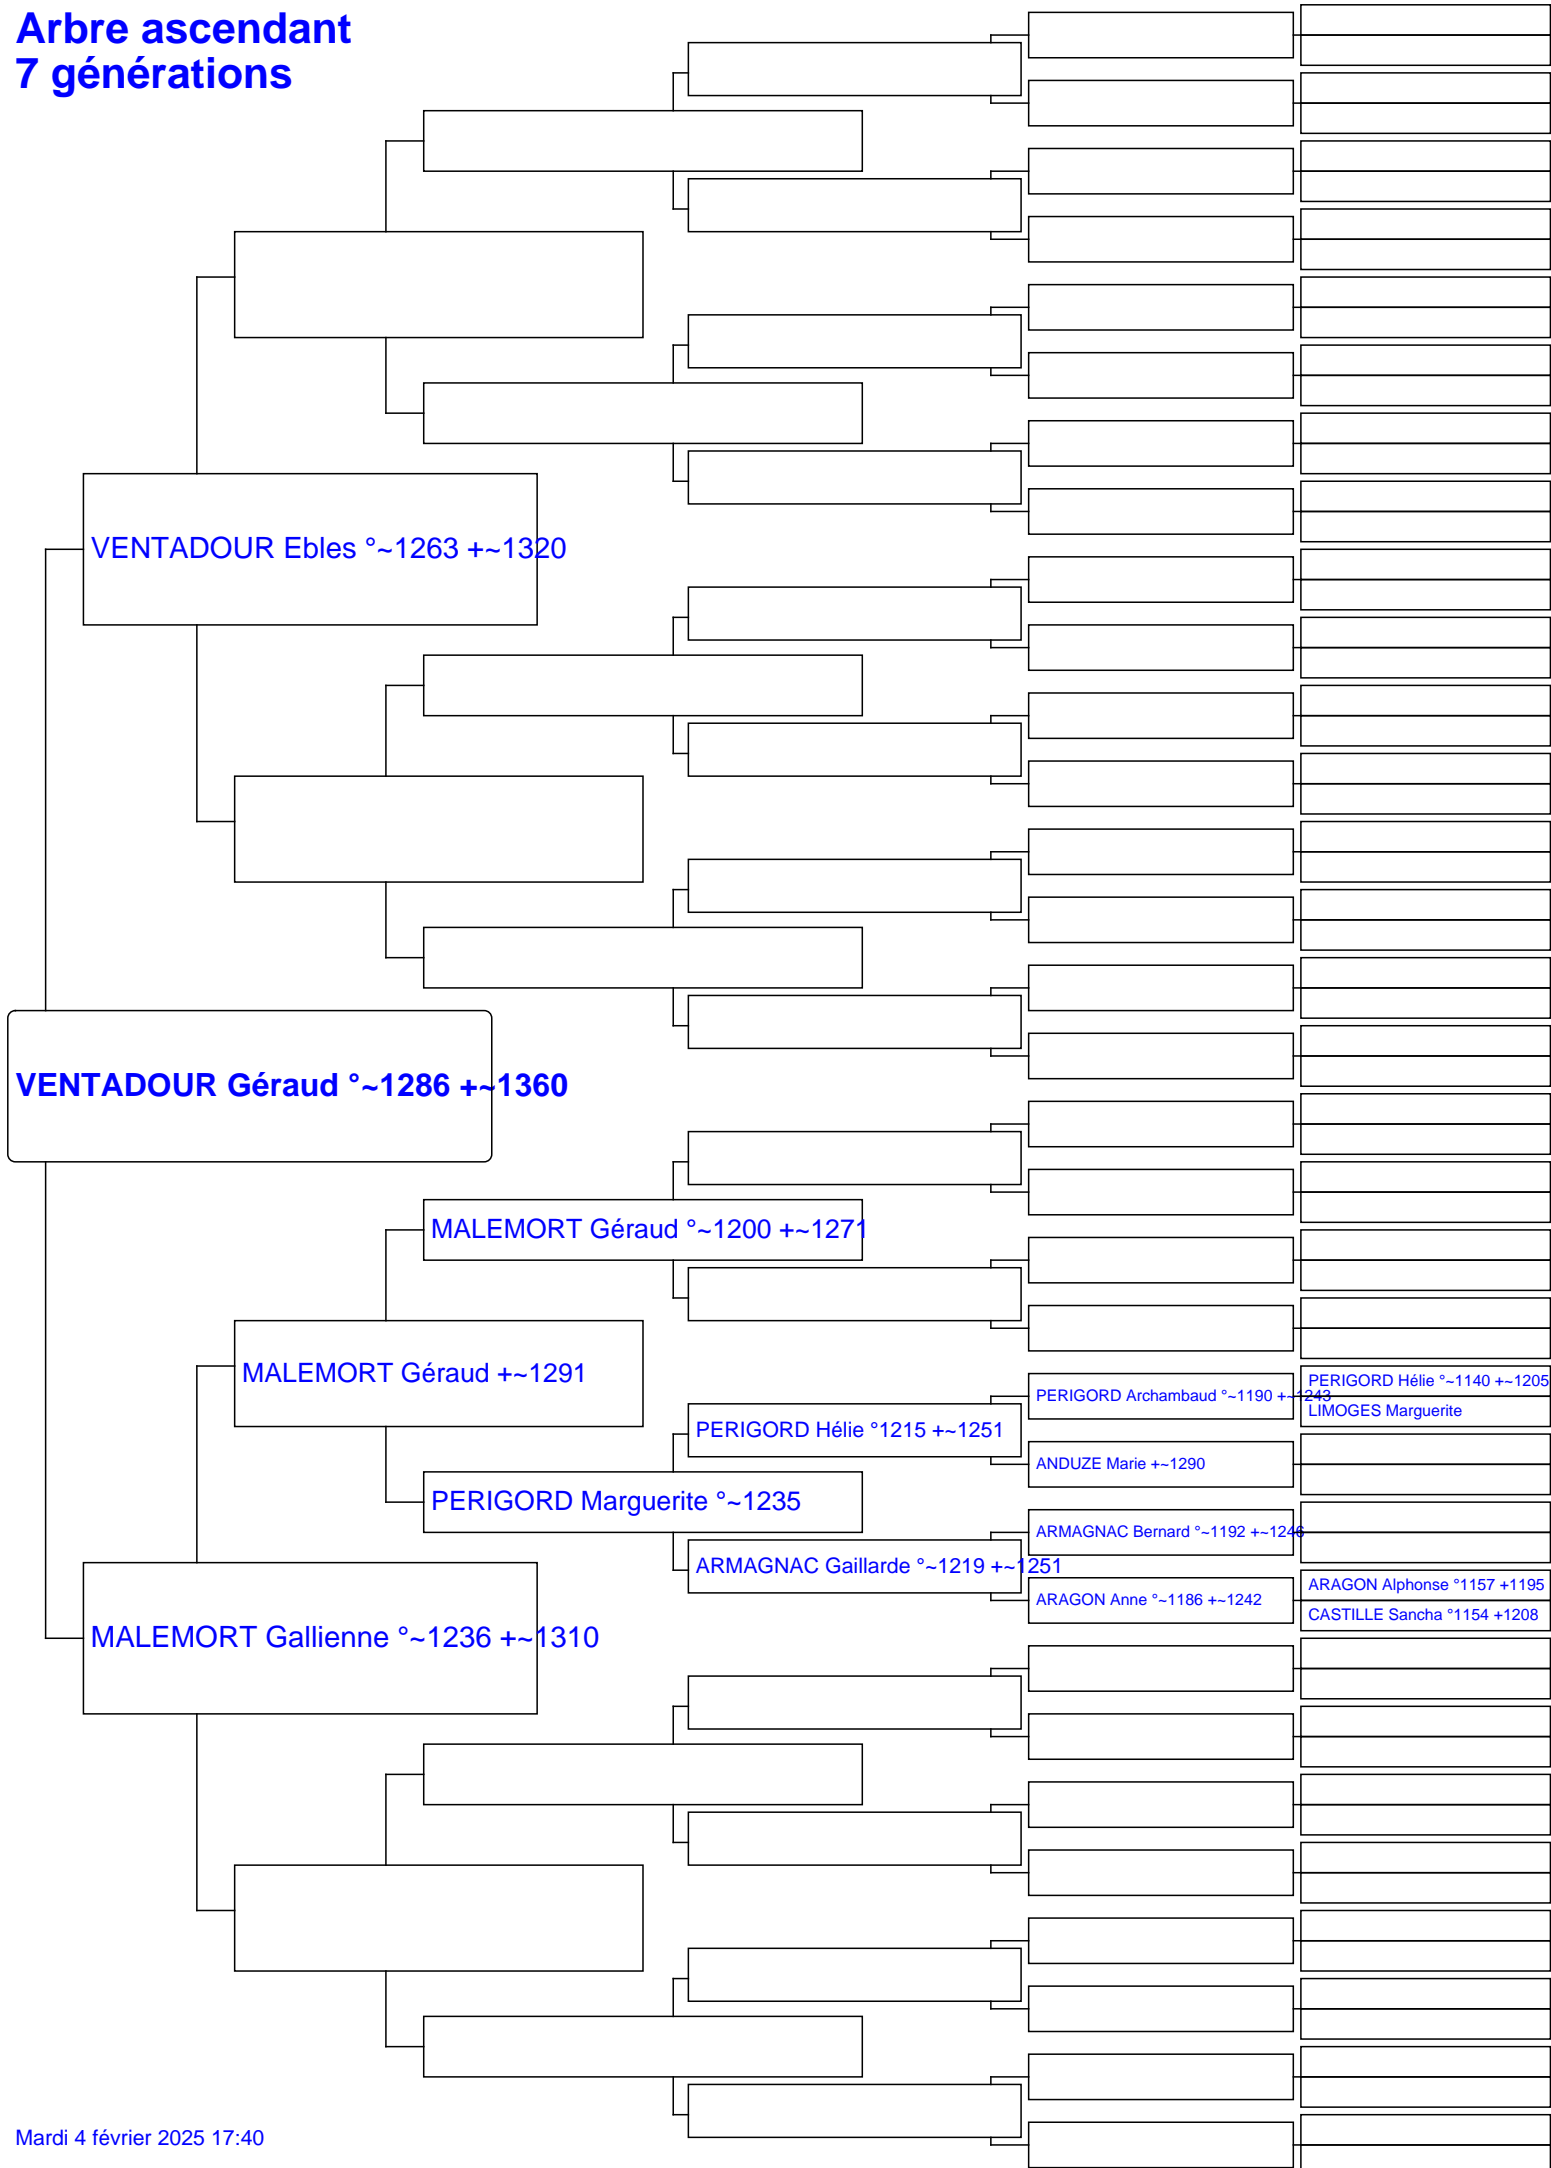 Arbre ascendant
7 générations
VENTADOUR Ebles °~1263 +~1320
VENTADOUR Géraud °~1286 +~1360
MALEMORT Géraud °~1200 +~1271
MALEMORT Géraud +~1291
PERIGORD Hélie °~1140 +~1205
PERIGORD Archambaud °~1190 +~1243
LIMOGES Marguerite
PERIGORD Hélie °1215 +~1251
ANDUZE Marie +~1290
PERIGORD Marguerite °~1235
ARMAGNAC Bernard °~1192 +~1246
ARMAGNAC Gaillarde °~1219 +~1251
ARAGON Alphonse °1157 +1195
ARAGON Anne °~1186 +~1242
CASTILLE Sancha °1154 +1208
MALEMORT Gallienne °~1236 +~1310
Mardi 4 février 2025 17:40